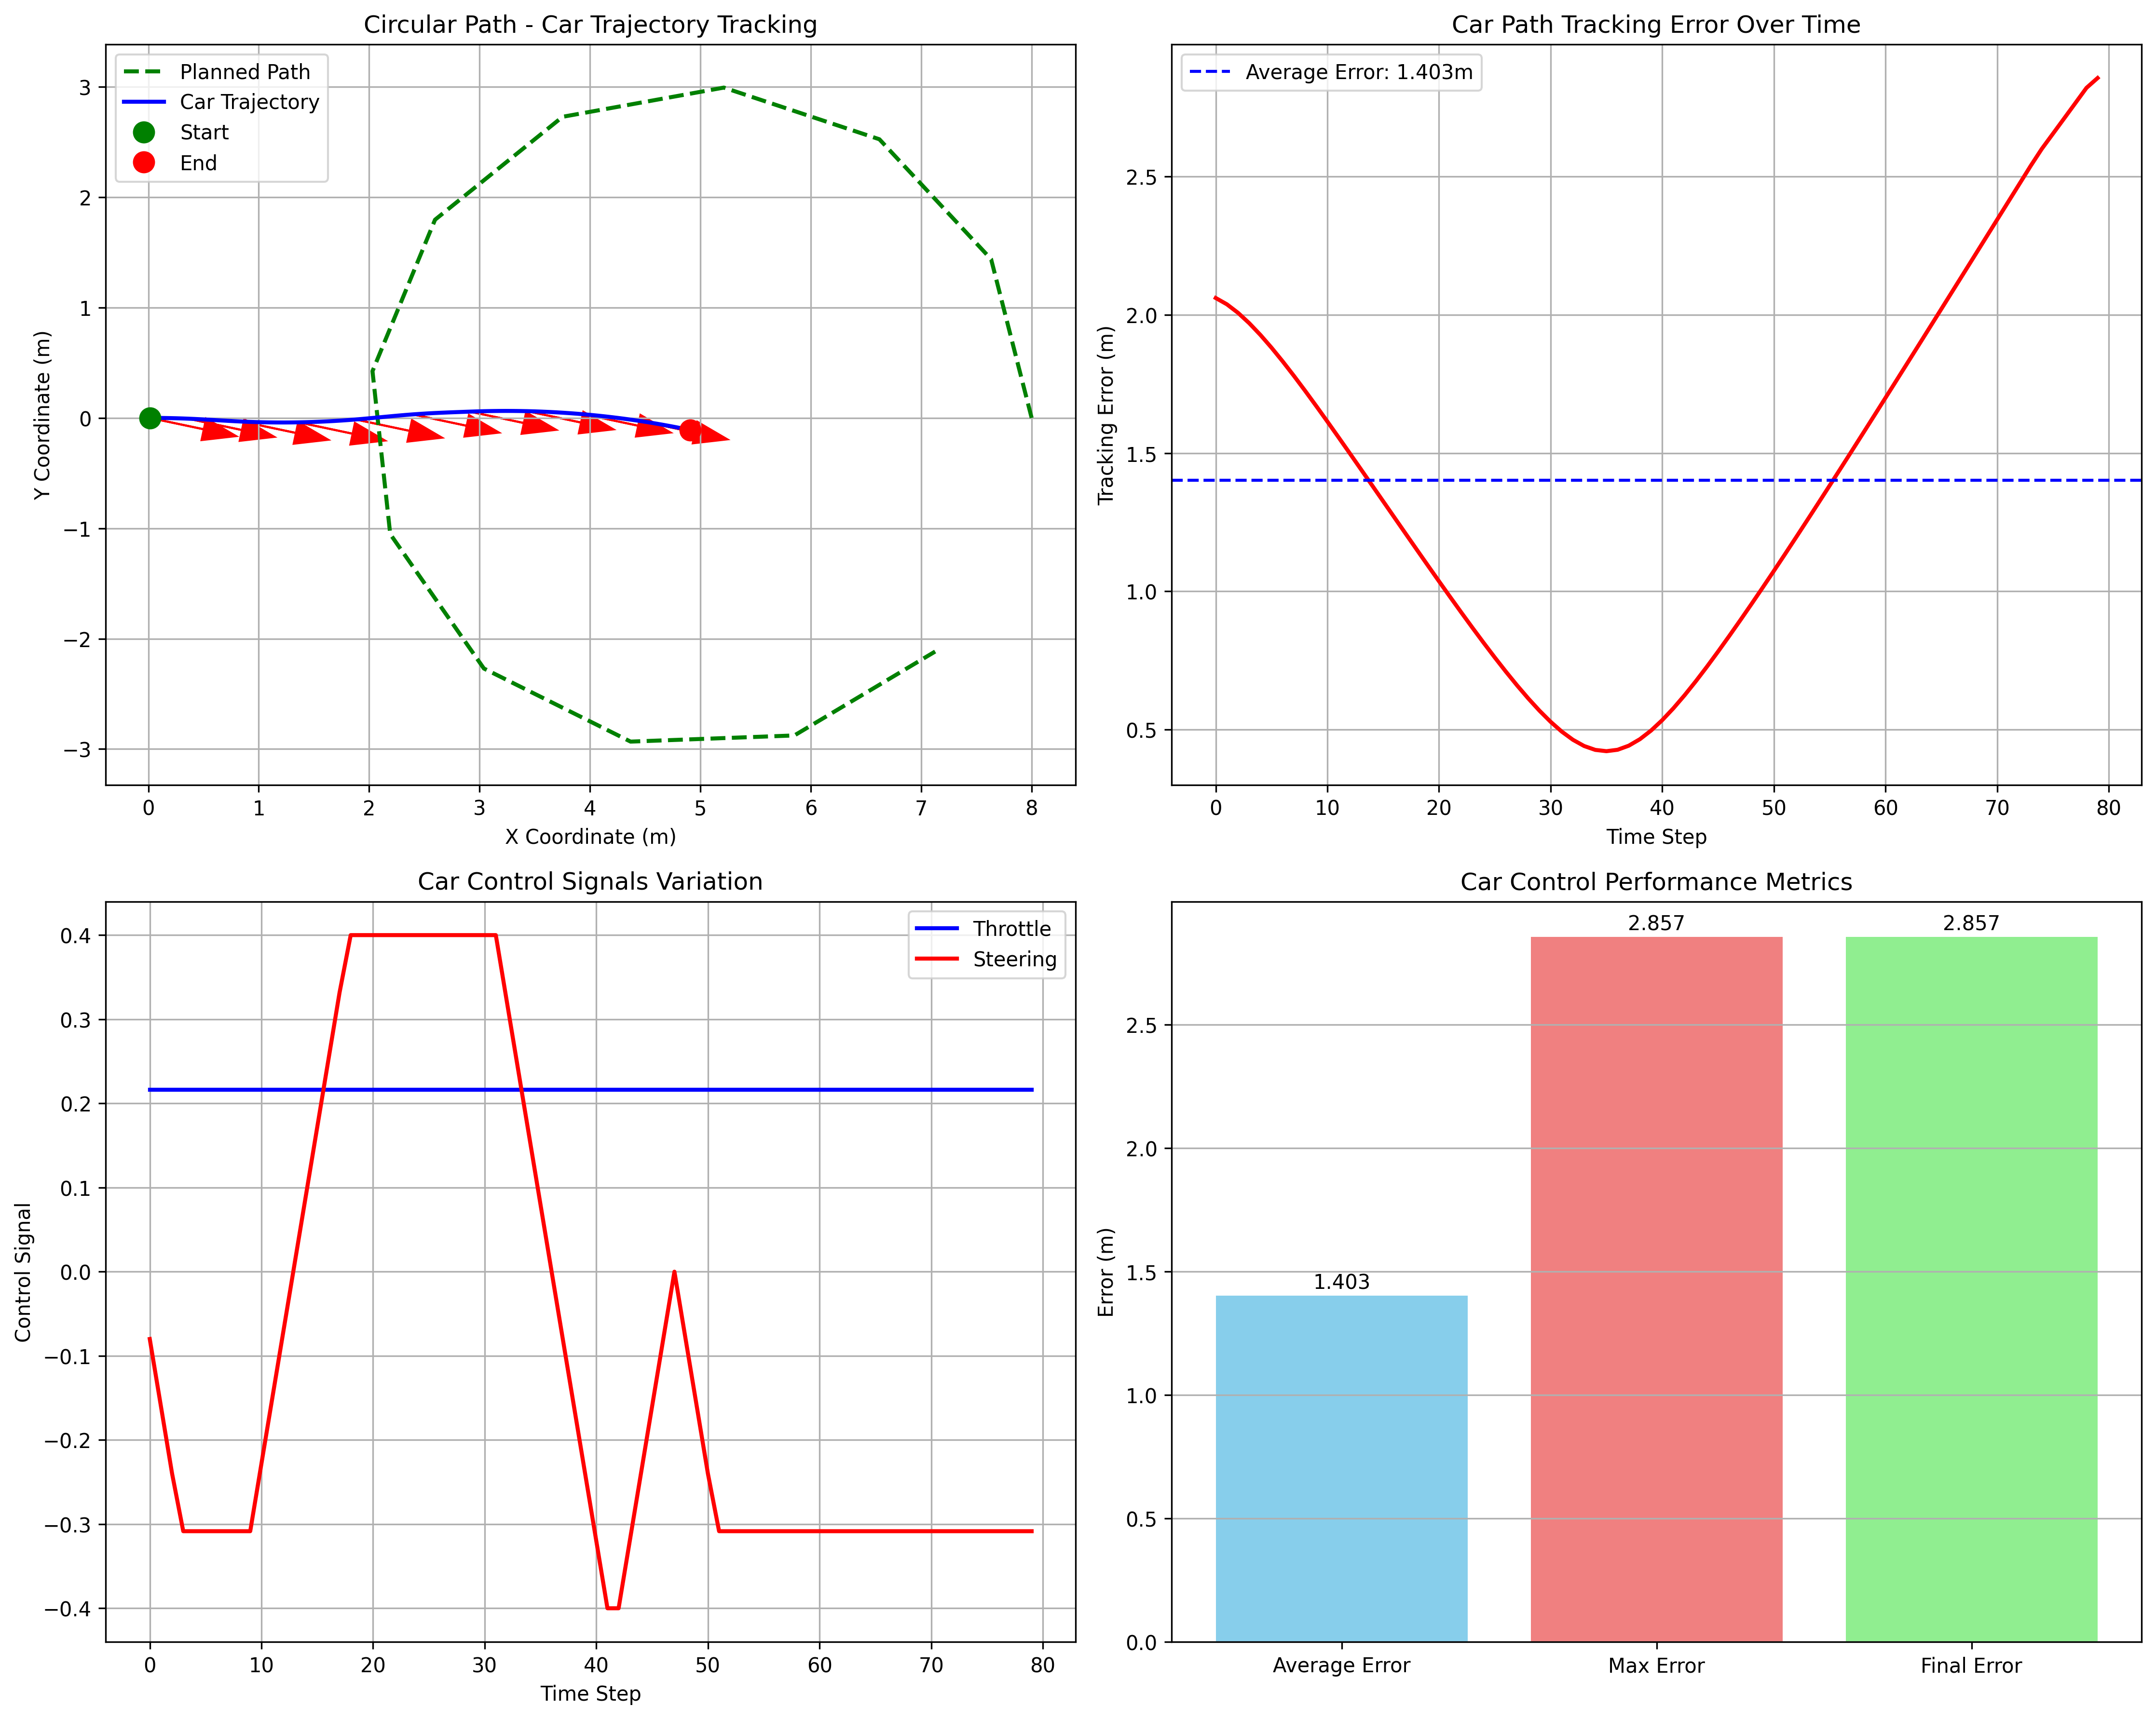 Circular Path - Car Trajectory Tracking
Planned Path
Car Trajectory
Start
End
3
2
1
0
−1
−2
−3
Y Coordinate (m)
0 1 2 3 4 5 6 7 8
X Coordinate (m)
Car Path Tracking Error Over Time
Average Error: 1.403m
2.5
2.0
1.5
1.0
0.5
Tracking Error (m)
0 10 20 30 40 50 60 70 80
Time Step
Car Control Signals Variation
Throttle
Steering
0.4
0.3
0.2
0.1
0.0
−0.1
−0.2
−0.3
−0.4
Control Signal
0 10 20 30 40 50 60 70 80
Time Step
Car Control Performance Metrics
2.857 2.857
1.403
2.5
2.0
1.5
1.0
0.5
0.0
Error (m)
Average Error Max Error Final Error